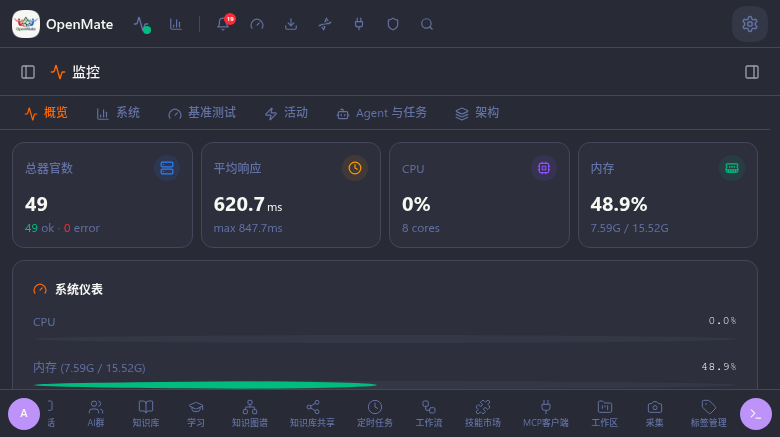 OpenMate
OpenMate
19
监控
概览
系统
基准测试
活动
Agent 与任务
架构
总器官数
49
49 ok · 0 error
平均响应
620.7 ms
max 847.7ms
CPU
0%
8 cores
内存
48.9%
7.59G / 15.52G
系统仪表
CPU
0.0%
内存 (7.59G / 15.52G)
48.9%
A
话
AI群
知识库
学习
知识图谱
知识库共享
定时任务
工作流
技能市场
MCP客户端
工作区
采集
标签管理